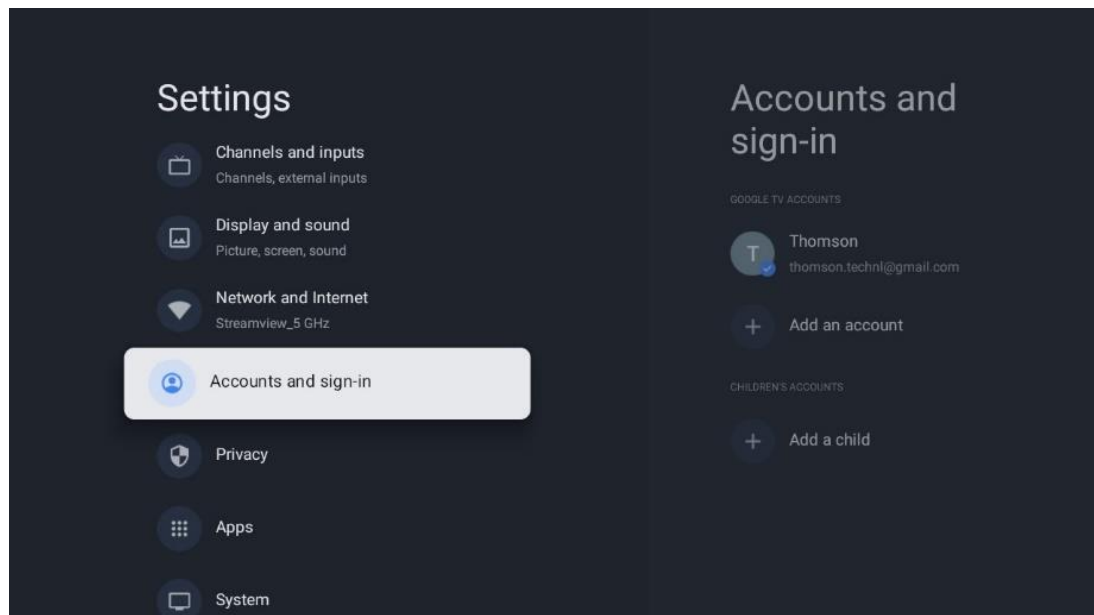 Settings
Channels and inputs
Channels, external inputs
Display and sound
Picture, screen, sound
Network and Internet
Streamview_5 GHz
Accounts and sign-in
Privacy
Apps
System
Accounts and
sign-in
GOOGLE TV ACCOUNTS
T
Thomson
thomson.technl@gmail.com
Add an account
CHILDREN'S ACCOUNTS
Add a child